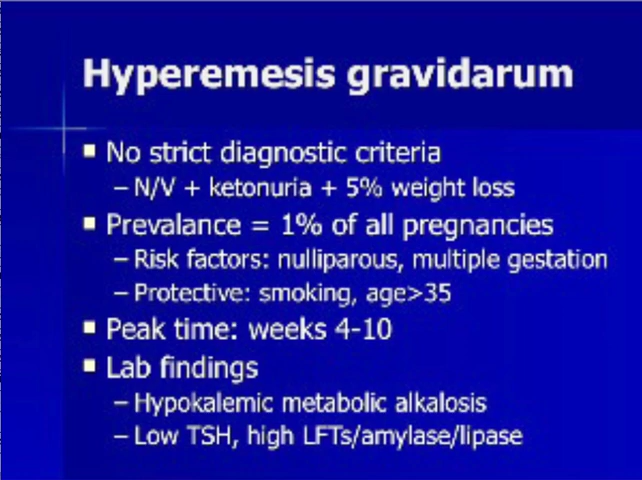 Hyperemesis gravidarum
No strict diagnostic criteria
– N/V + ketonuria + 5% weight loss
Prevalance = 1% of all pregnancies
– Risk factors: nulliparous, multiple gestation
– Protective: smoking, age>35
Peak time: weeks 4-10
Lab findings
– Hypokalemic metabolic alkalosis
– Low TSH, high LFTs/amylase/lipase